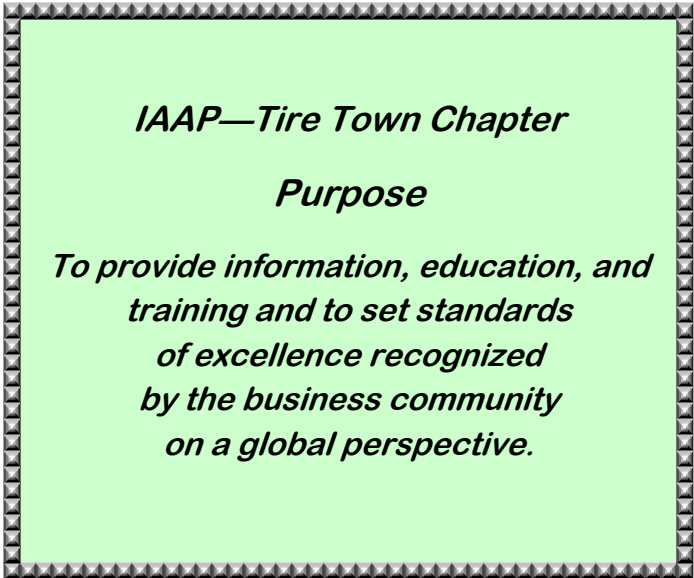 IAAP—Tire Town Chapter
Purpose
To provide information, education, and
training and to set standards
of excellence recognized
by the business community
on a global perspective.